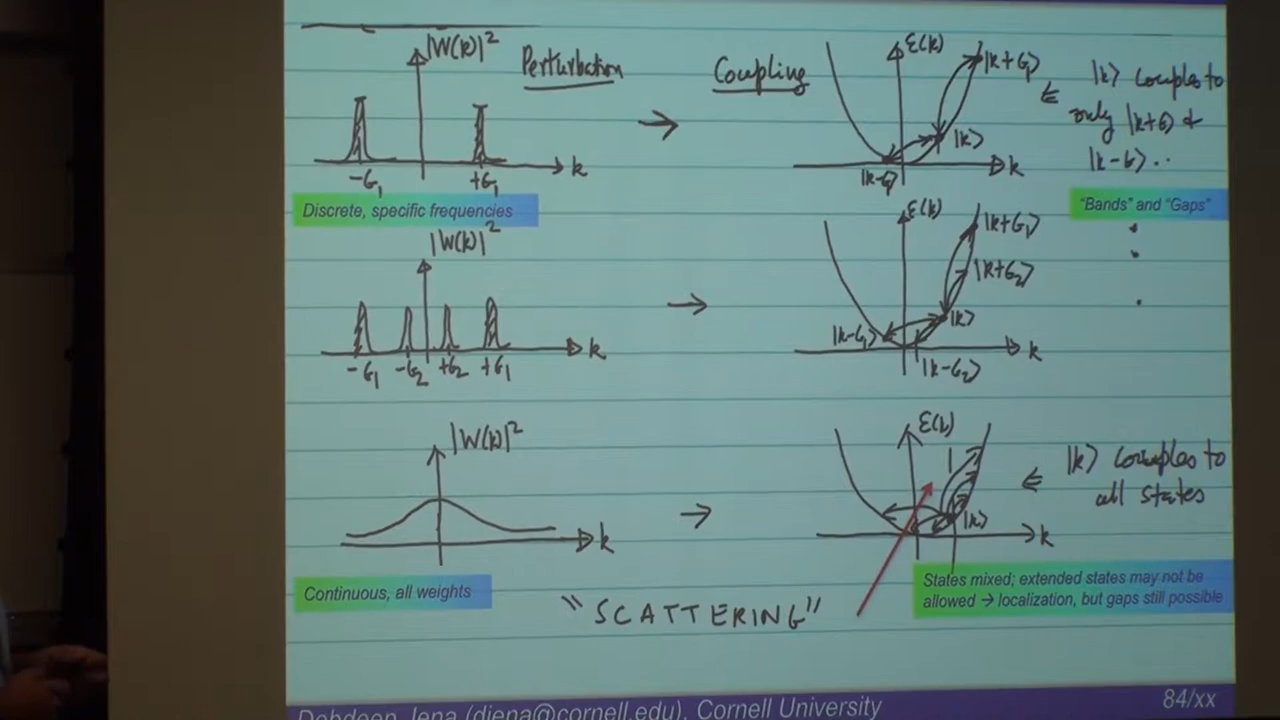 |W(k)|²
Perturbation
Coupling
ε(k)
|k+G₁⟩
→
|k⟩
|k-G₁⟩
k
-G₁
+G₁
k
⇐ |k⟩ couples to
only |k+G⟩ &
|k-G⟩ ..
Discrete, specific frequencies
"Bands" and "Gaps"
|W(k)|²
ε(k)
|k+G₁⟩
|k+G₂⟩
→
|k⟩
|k-G₁⟩
k
k
-G₁
-G₂
+G₂
+G₁
|k-G₂⟩
|W(k)|²
ε(k)
→
|k⟩
k
k
⇐ |k⟩ couples to
all states
Continuous, all weights
"SCATTERING"
States mixed; extended states may not be
allowed → localization, but gaps still possible
Debdeep Jena (djena@cornell.edu), Cornell University
84/xx